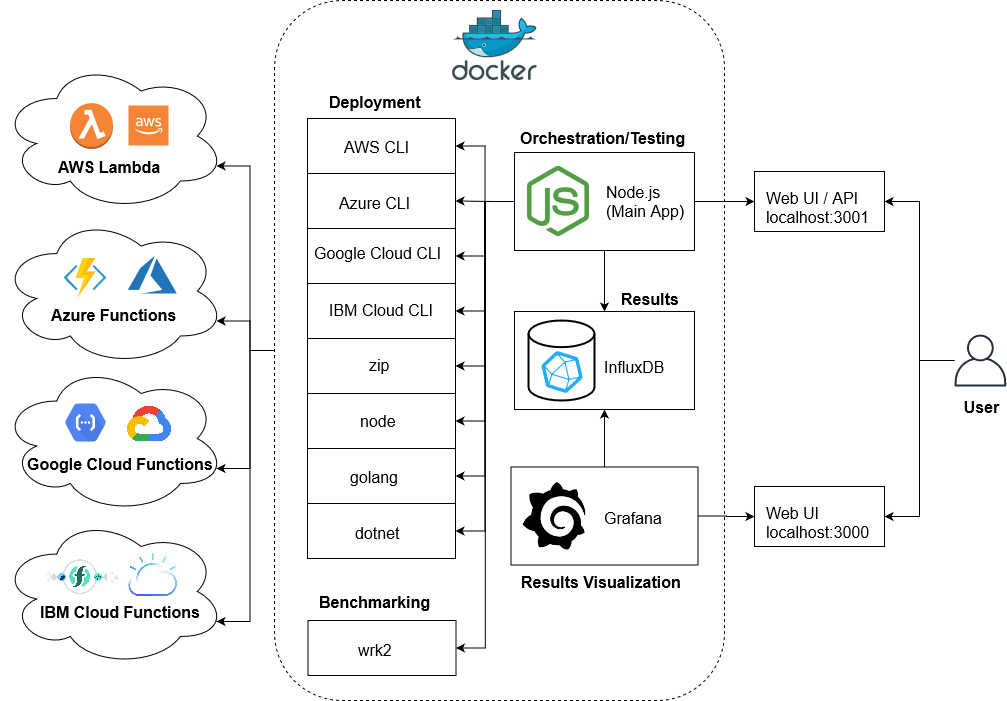 docker
Deployment
AWS CLI
Azure CLI
Google Cloud CLI
IBM Cloud CLI
zip
node
golang
dotnet
Benchmarking
wrk2
Orchestration/Testing
JS
Node.js
(Main App)
Results
InfluxDB
Grafana
Results Visualization
aws
AWS Lambda
Azure Functions
Google Cloud Functions
IBM Cloud Functions
Web UI / API
localhost:3001
Web UI
localhost:3000
User